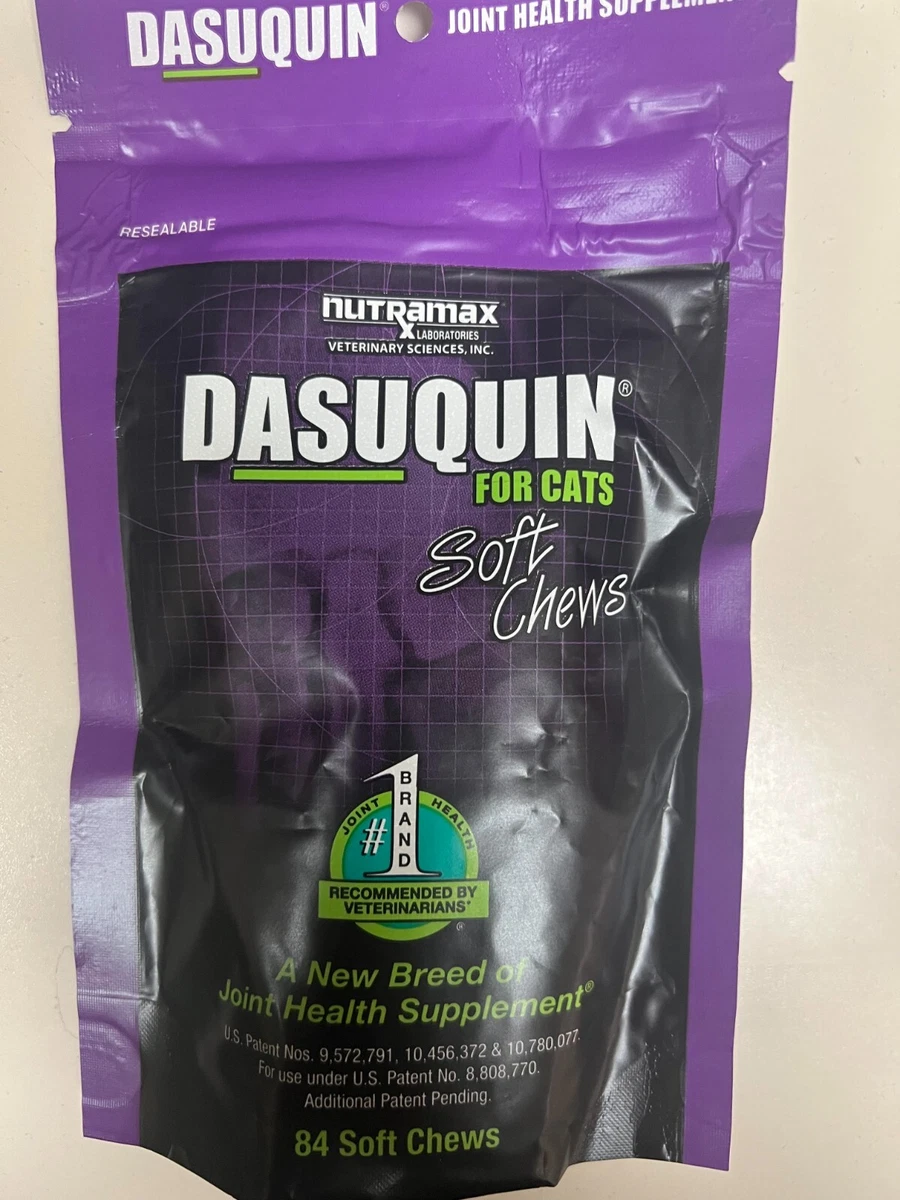 DASUQUIN®
JOINT HEALTH
RESEALABLE
nutRamax
LABORATORIES
VETERINARY SCIENCES, INC.
DASUQUIN®
FOR CATS
Soft
Chews
JOINT HEALTH
#1 BRAND
RECOMMENDED BY
VETERINARIANS*
®
A New Breed of
Joint Health Supplement®
U.S. Patent Nos. 9,572,791, 10,456,372 & 10,780,077.
For use under U.S. Patent No. 8,808,770.
Additional Patent Pending.
84 Soft Chews